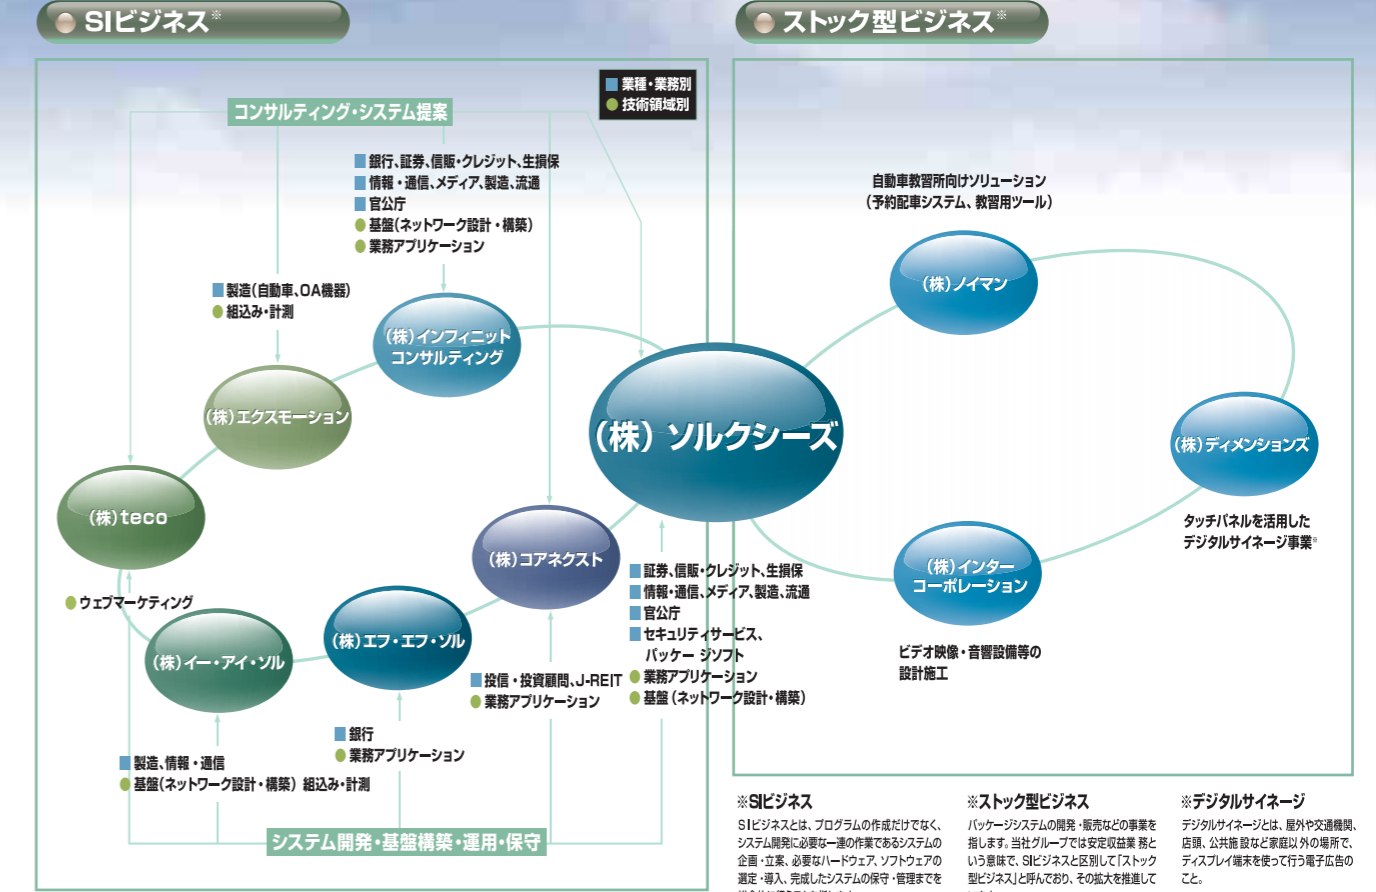 SIビジネス※
ストック型ビジネス※
■ 業種・業務別
● 技術領域別
コンサルティング・システム提案
■ 銀行、証券、信販・クレジット、生損保
■ 情報・通信、メディア、製造、流通
■ 官公庁
● 基盤(ネットワーク設計・構築)
● 業務アプリケーション
■ 製造(自動車、OA機器)
● 組込み・計測
(株)インフィニット
コンサルティング
(株)エクスモーション
(株)teco
● ウェブマーケティング
(株)イー・アイ・ソル
■ 製造、情報・通信
● 基盤(ネットワーク設計・構築) 組込み・計測
(株)エフ・エフ・ソル
■ 銀行
● 業務アプリケーション
(株)コアネクスト
■ 投信・投資顧問、J-REIT
● 業務アプリケーション
(株)ソルクシーズ
■ 証券、信販・クレジット、生損保
■ 情報・通信、メディア、製造、流通
■ 官公庁
■ セキュリティサービス、
パッケージソフト
● 業務アプリケーション
● 基盤(ネットワーク設計・構築)
システム開発・基盤構築・運用・保守
自動車教習所向けソリューション
(予約配車システム、教習用ツール)
(株)ノイマン
(株)ディメンションズ
タッチパネルを活用した
デジタルサイネージ事業※
(株)インター
コーポレーション
ビデオ映像・音響設備等の
設計施工
※SIビジネス
SIビジネスとは、プログラムの作成だけでなく、
システム開発に必要な一連の作業であるシステムの
企画・立案、必要なハードウェア、ソフトウェアの
選定・導入、完成したシステムの保守・管理までを
※ストック型ビジネス
パッケージシステムの開発・販売などの事業を
指します。当社グループでは安定収益業務と
いう意味で、SIビジネスと区別して「ストック
型ビジネス」と呼んでおり、その拡大を推進して
※デジタルサイネージ
デジタルサイネージとは、屋外や交通機関、
店頭、公共施設など家庭以外の場所で、
ディスプレイ端末を使って行う電子広告の
こと。